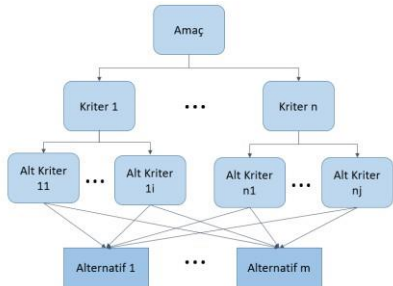 Amaç
Kriter 1
...
Kriter n
Alt Kriter
11
...
Alt Kriter
1i
Alt Kriter
n1
...
Alt Kriter
nj
Alternatif 1
...
Alternatif m